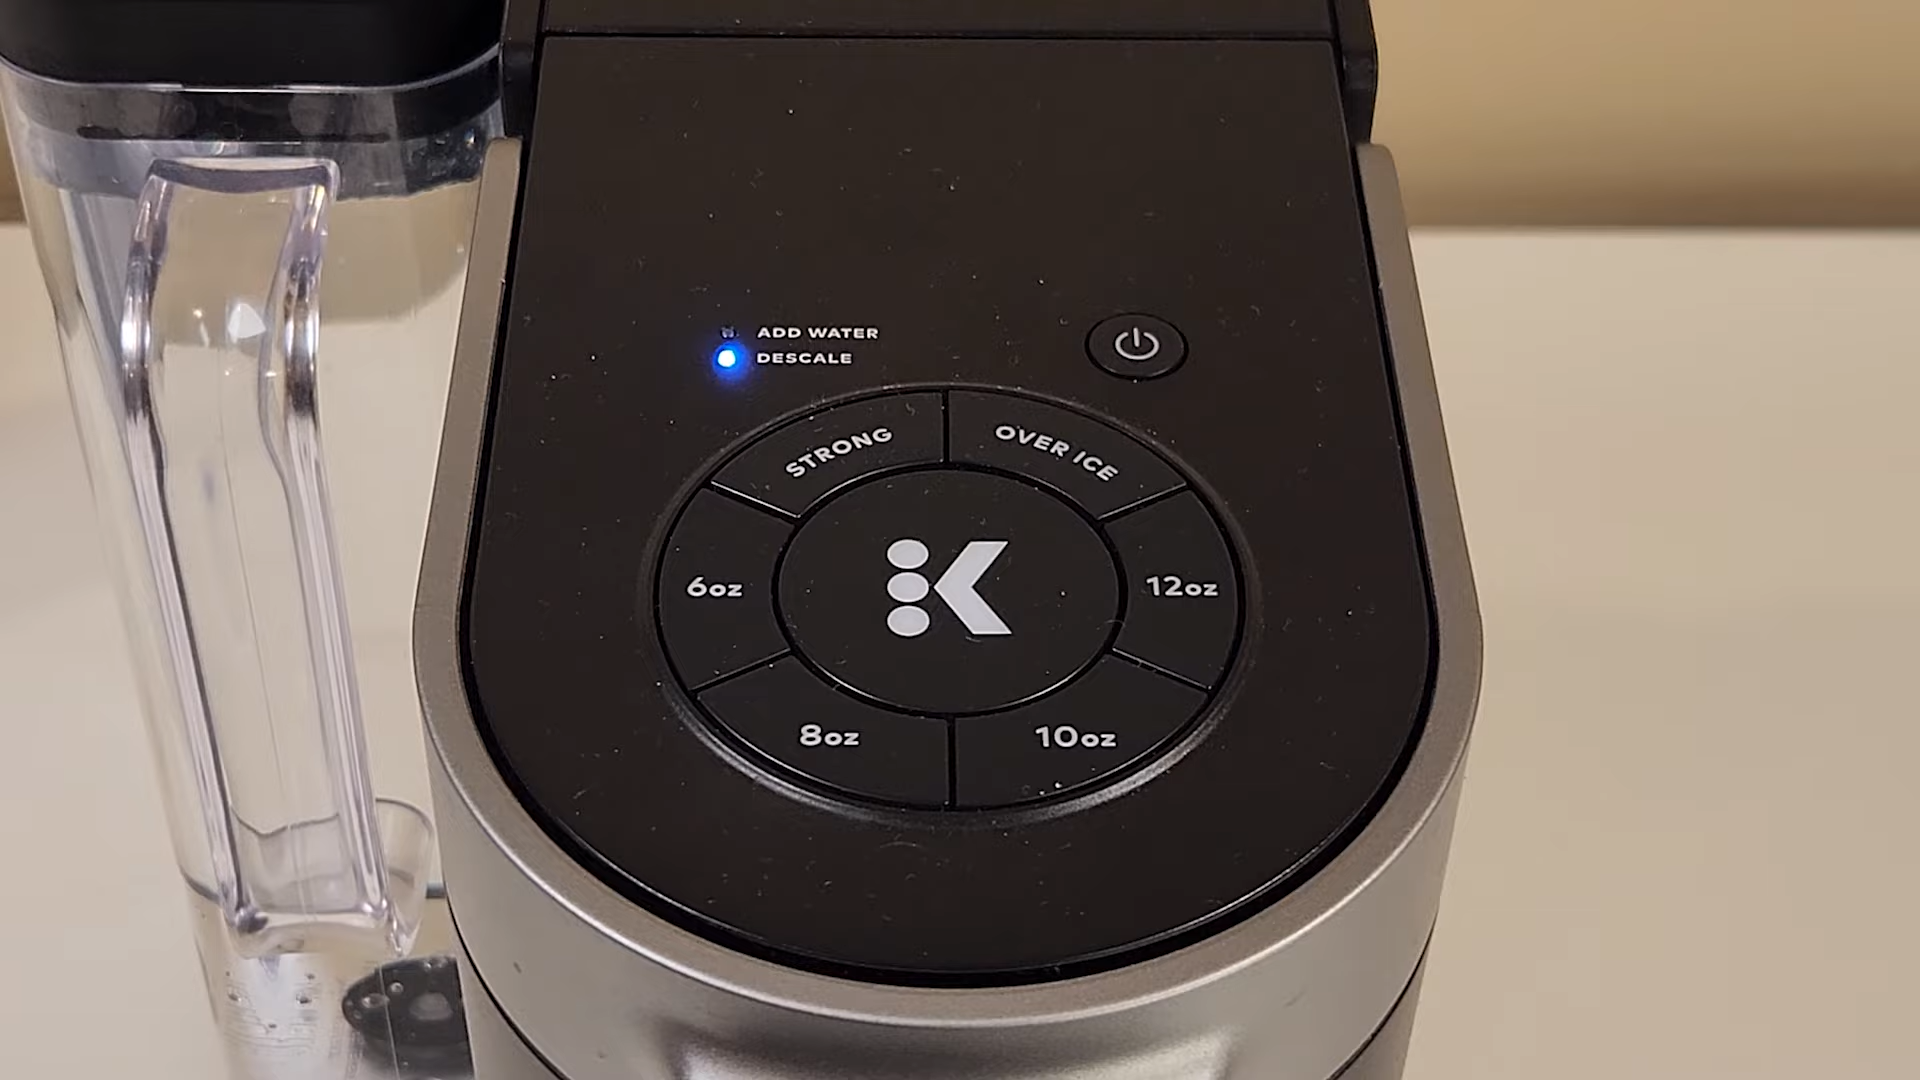 ADD WATER
DESCALE
STRONG
OVER ICE
6oz
K
12oz
8oz
10oz